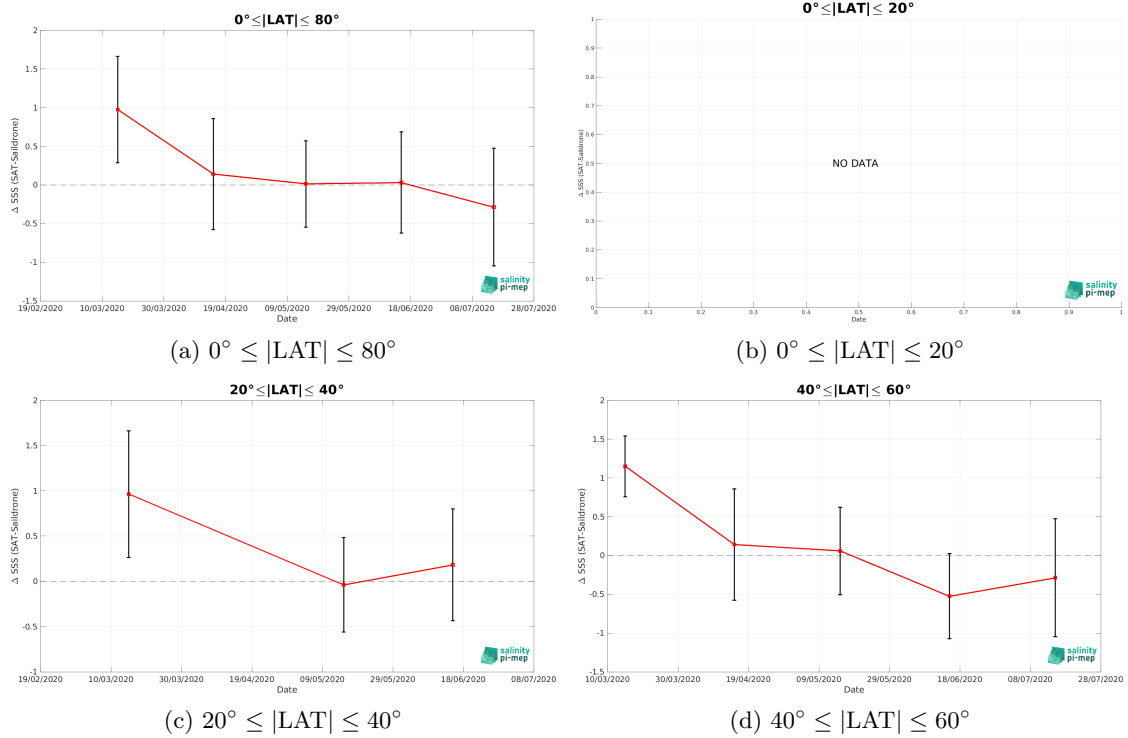 0°≤|LAT|≤ 80°
2
1.5
1
0.5
0
-0.5
-1
-1.5
Δ SSS (SAT-Saildrone)
19/02/2020 10/03/2020 30/03/2020 19/04/2020 09/05/2020 29/05/2020 18/06/2020 08/07/2020 28/07/2020
Date
salinity
pi-mep
(a) 0° ≤ |LAT| ≤ 80°
0°≤|LAT|≤ 20°
1
0.9
0.8
0.7
0.6
0.5
0.4
0.3
0.2
0.1
0
Δ SSS (SAT-Saildrone)
NO DATA
0 0.1 0.2 0.3 0.4 0.5 0.6 0.7 0.8 0.9 1
Date
salinity
pi-mep
(b) 0° ≤ |LAT| ≤ 20°
20°≤|LAT|≤ 40°
2
1.5
1
0.5
0
-0.5
-1
Δ SSS (SAT-Saildrone)
19/02/2020 10/03/2020 30/03/2020 19/04/2020 09/05/2020 29/05/2020 18/06/2020 08/07/2020
Date
salinity
pi-mep
(c) 20° ≤ |LAT| ≤ 40°
40°≤|LAT|≤ 60°
2
1.5
1
0.5
0
-0.5
-1
-1.5
Δ SSS (SAT-Saildrone)
10/03/2020 30/03/2020 19/04/2020 09/05/2020 29/05/2020 18/06/2020 08/07/2020 28/07/2020
Date
salinity
pi-mep
(d) 40° ≤ |LAT| ≤ 60°